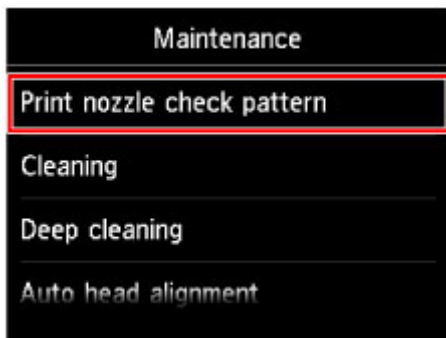 Maintenance
Print nozzle check pattern
Cleaning
Deep cleaning
Auto head alignment